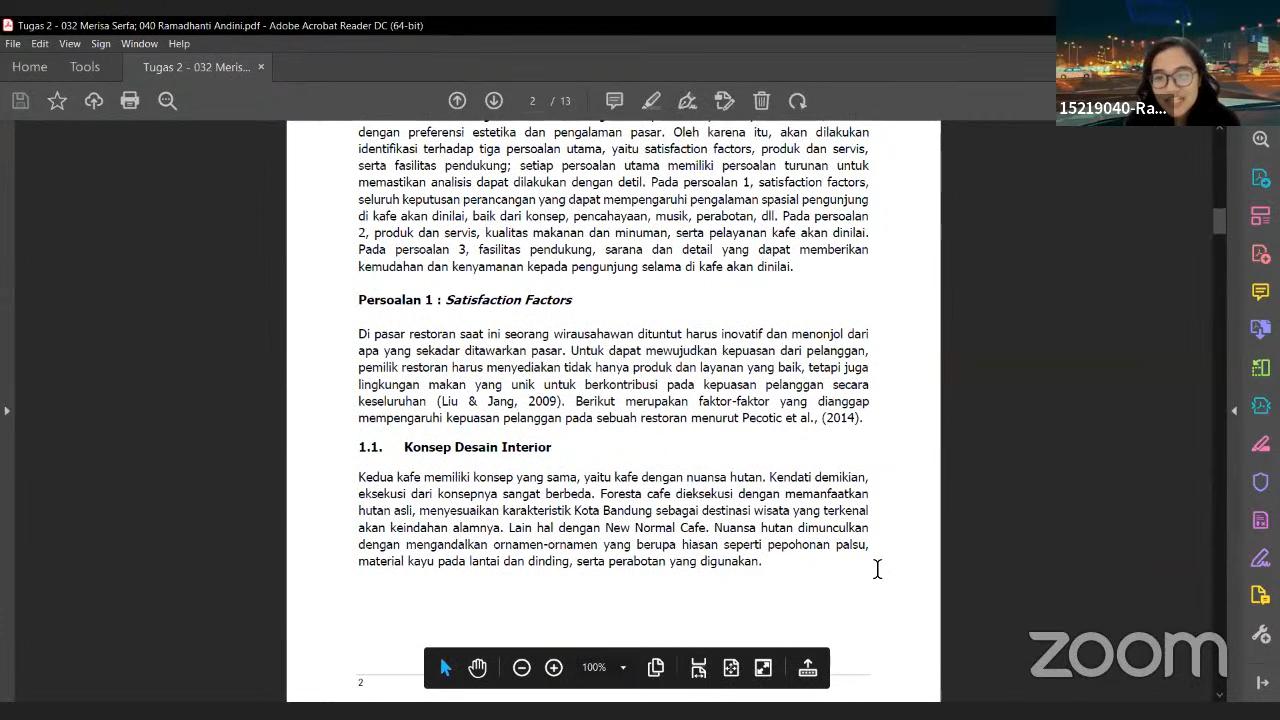 Tugas 2 - 032 Merisa Serfa; 040 Ramadhanti Andini.pdf - Adobe Acrobat Reader DC (64-bit)
File Edit View Sign Window Help
Home Tools Tugas 2 - 032 Meris... ×
2 / 13
15219040-Ra...
dengan preferensi estetika dan pengalaman pasar. Oleh karena itu, akan dilakukan
identifikasi terhadap tiga persoalan utama, yaitu satisfaction factors, produk dan servis,
serta fasilitas pendukung; setiap persoalan utama memiliki persoalan turunan untuk
memastikan analisis dapat dilakukan dengan detil. Pada persoalan 1, satisfaction factors,
seluruh keputusan perancangan yang dapat mempengaruhi pengalaman spasial pengunjung
di kafe akan dinilai, baik dari konsep, pencahayaan, musik, perabotan, dll. Pada persoalan
2, produk dan servis, kualitas makanan dan minuman, serta pelayanan kafe akan dinilai.
Pada persoalan 3, fasilitas pendukung, sarana dan detail yang dapat memberikan
kemudahan dan kenyamanan kepada pengunjung selama di kafe akan dinilai.
Persoalan 1 : Satisfaction Factors
Di pasar restoran saat ini seorang wirausahawan dituntut harus inovatif dan menonjol dari
apa yang sekadar ditawarkan pasar. Untuk dapat mewujudkan kepuasan dari pelanggan,
pemilik restoran harus menyediakan tidak hanya produk dan layanan yang baik, tetapi juga
lingkungan makan yang unik untuk berkontribusi pada kepuasan pelanggan secara
keseluruhan (Liu & Jang, 2009). Berikut merupakan faktor-faktor yang dianggap
mempengaruhi kepuasan pelanggan pada sebuah restoran menurut Pecotic et al., (2014).
1.1. Konsep Desain Interior
Kedua kafe memiliki konsep yang sama, yaitu kafe dengan nuansa hutan. Kendati demikian,
eksekusi dari konsepnya sangat berbeda. Foresta cafe dieksekusi dengan memanfaatkan
hutan asli, menyesuaikan karakteristik Kota Bandung sebagai destinasi wisata yang terkenal
akan keindahan alamnya. Lain hal dengan New Normal Cafe. Nuansa hutan dimunculkan
dengan mengandalkan ornamen-ornamen yang berupa hiasan seperti pepohonan palsu,
material kayu pada lantai dan dinding, serta perabotan yang digunakan.
zoom
100%
2